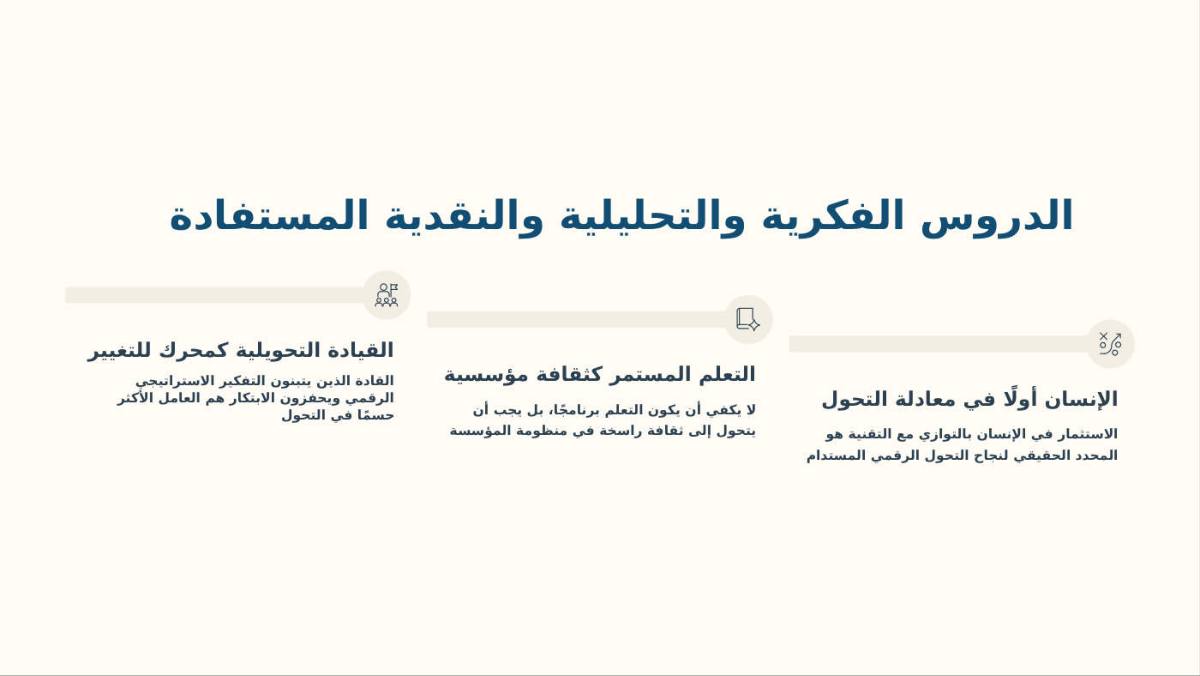 الدروس الفكرية والتحليلية والنقدية المستفادة
الإنسان أولًا في معادلة التحول
الاستثمار في الإنسان بالتوازي مع التقنية هو
المحدد الحقيقي لنجاح التحول الرقمي المستدام
التعلم المستمر كثقافة مؤسسية
لا يكفي أن يكون التعلم برنامجًا، بل يجب أن
يتحول إلى ثقافة راسخة في منظومة المؤسسة
القيادة التحويلية كمحرك للتغيير
القادة الذين يتبنون التفكير الاستراتيجي
الرقمي ويحفزون الابتكار هم العامل الأكثر
حسمًا في التحول